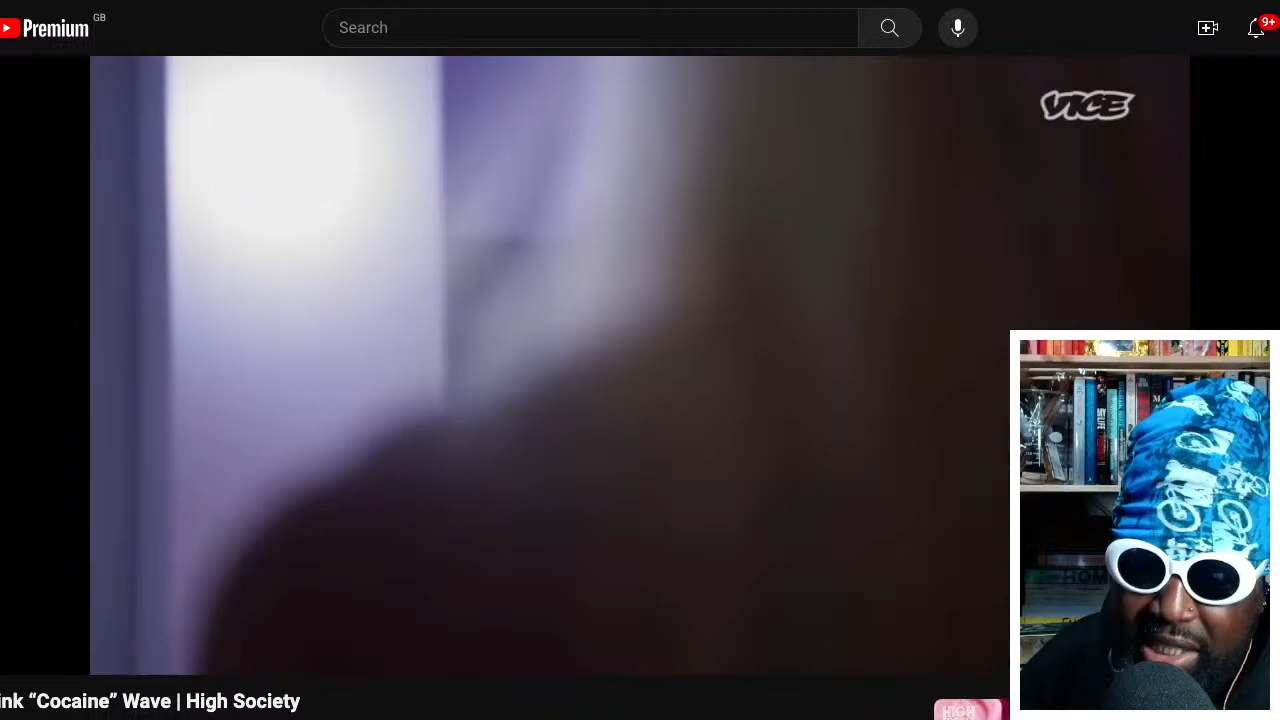 Premium
GB
Search
9+
VICE
ink “Cocaine” Wave | High Society
HIGH